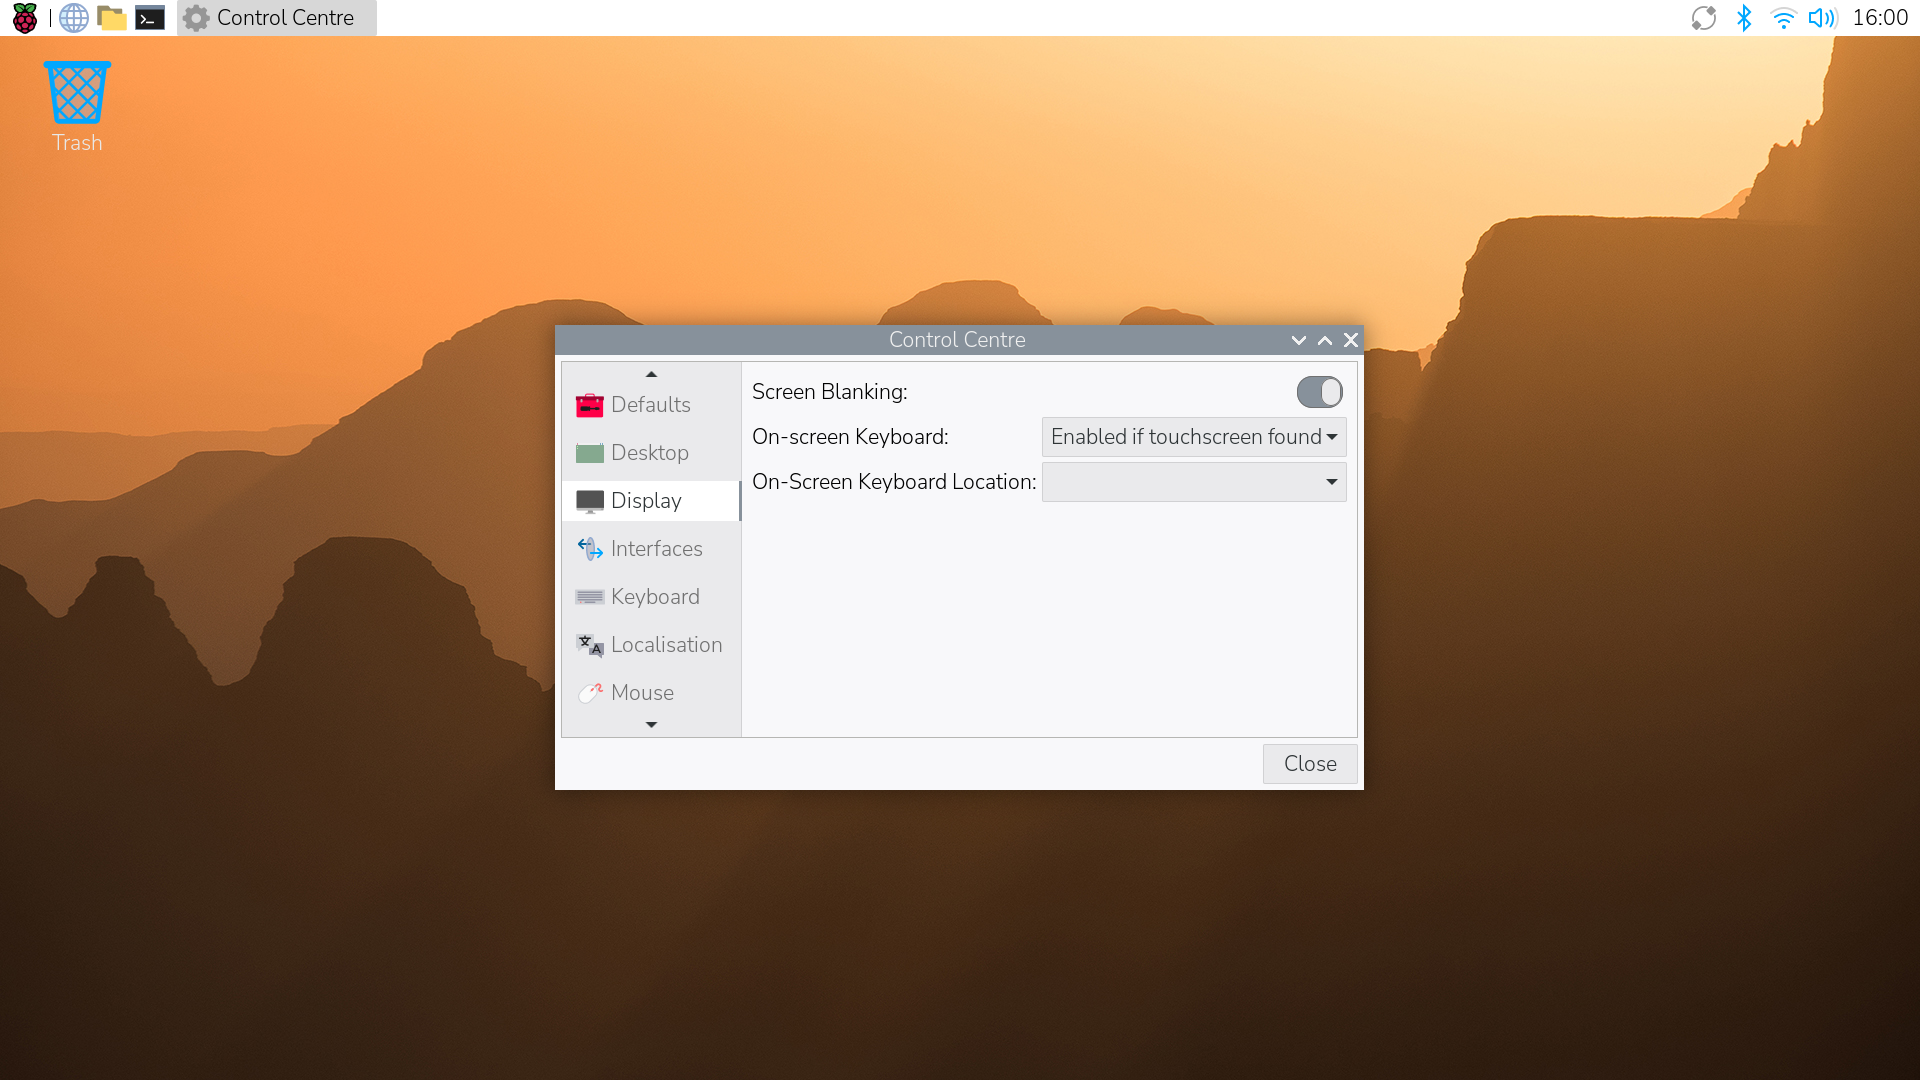 Control Centre
16:00
Trash
Control Centre
Defaults
Desktop
Display
Interfaces
Keyboard
Localisation
Mouse
Screen Blanking:
On-screen Keyboard:
Enabled if touchscreen found
On-Screen Keyboard Location:
Close